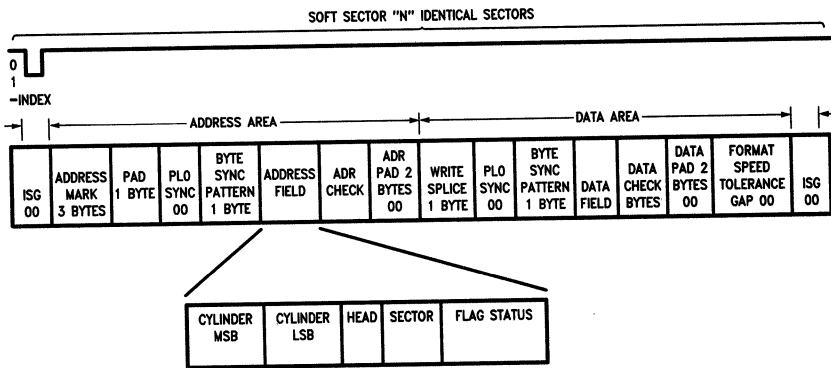 SOFT SECTOR "N" IDENTICAL SECTORS
0
1
-INDEX
ADDRESS AREA
DATA AREA
ISG
00
ADDRESS
MARK
3 BYTES
PAD
1 BYTE
PLO
SYNC
00
BYTE
SYNC
PATTERN
1 BYTE
ADDRESS
FIELD
ADR
CHECK
ADR
PAD 2
BYTES
00
WRITE
SPLICE
1 BYTE
PLO
SYNC
00
BYTE
SYNC
PATTERN
1 BYTE
DATA
FIELD
DATA
CHECK
BYTES
DATA
PAD 2
BYTES
00
FORMAT
SPEED
TOLERANCE
GAP 00
ISG
00
CYLINDER
MSB
CYLINDER
LSB
HEAD
SECTOR
FLAG STATUS